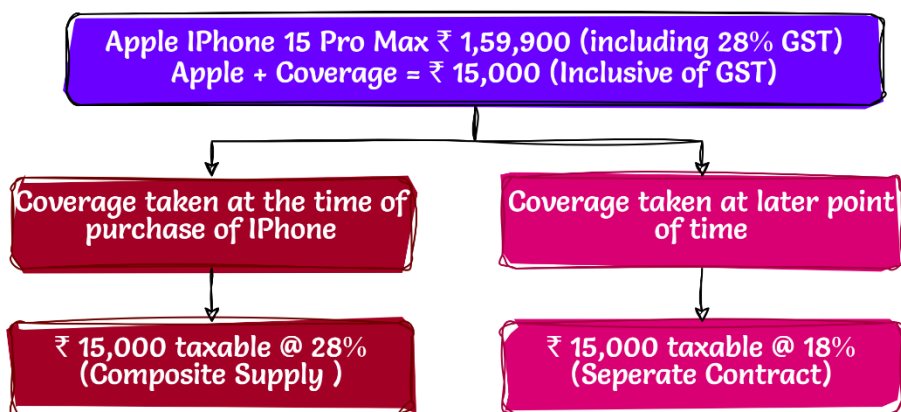 Apple IPhone 15 Pro Max ₹ 1,59,900 (including 28% GST)
Apple + Coverage = ₹ 15,000 (Inclusive of GST)
Coverage taken at the time of
purchase of IPhone
Coverage taken at later point
of time
₹ 15,000 taxable @ 28%
(Composite Supply )
₹ 15,000 taxable @ 18%
(Seperate Contract)